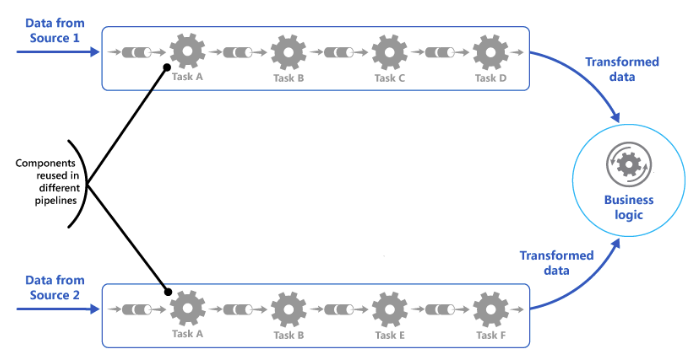 Data from
Source 1
Task A
Task B
Task C
Task D
Transformed
data
Components
reused in
different
pipelines
Business
logic
Transformed
data
Data from
Source 2
Task A
Task B
Task E
Task F